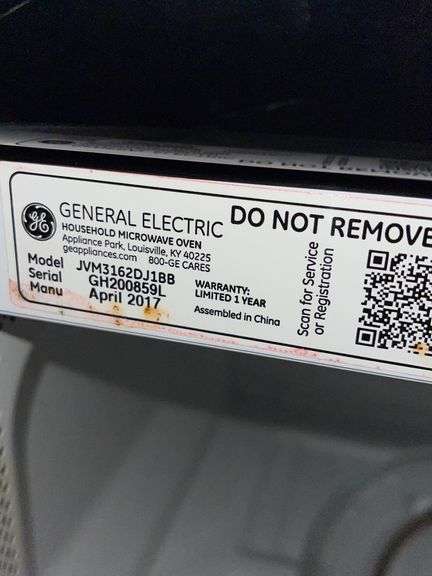 GE
GENERAL ELECTRIC
HOUSEHOLD MICROWAVE OVEN
Appliance Park, Louisville, KY 40225
geappliances.com 800-GE CARES
Model JVM3162DJ1BB
Serial GH200859L
Manu April 2017
WARRANTY:
LIMITED 1 YEAR
Assembled in China
DO NOT REMOVE
Scan for Service
or Registration